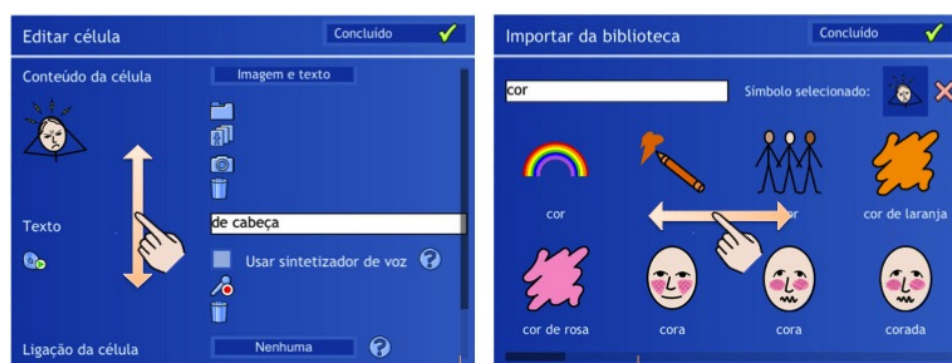 Editar célula
Concluído
Conteúdo da célula
Imagem e texto
Texto
de cabeça
Usar sintetizador de voz
?
Ligação da célula
Nenhuma
?
Importar da biblioteca
Concluído
cor
Símbolo selecionado:
cor
cor de laranja
cor de rosa
cora
cora
corada